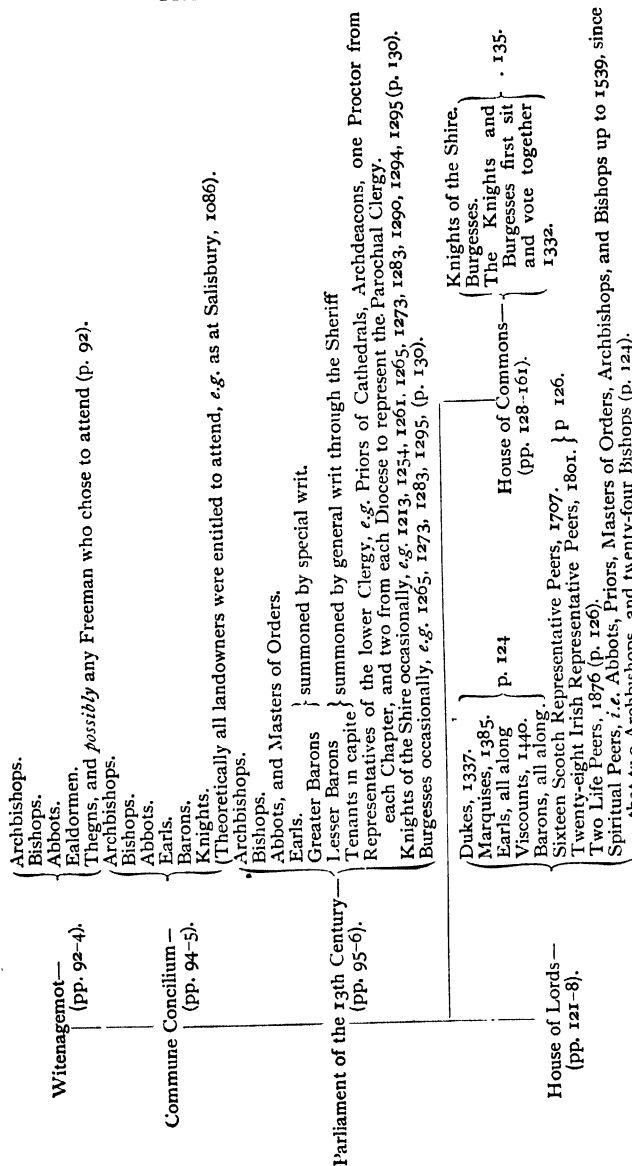 Witenagemot—
(pp. 92–4).
Archbishops.
Bishops.
Abbots.
Ealdormen.
Thegns, and possibly any Freeman who chose to attend (p. 92).
Commune Concilium—
(pp. 94–5).
Archbishops.
Bishops.
Abbots.
Earls.
Barons.
Knights.
(Theoretically all landowners were entitled to attend, e.g. as at Salisbury, 1086).
Parliament of the 13th Century—
(pp. 95–6).
Archbishops.
Bishops.
Abbots, and Masters of Orders.
Earls.
Greater Barons } summoned by special writ.
Lesser Barons
Tenants in capite } summoned by general writ through the Sheriff
Representatives of the lower Clergy, e.g. Priors of Cathedrals, Archdeacons, one Proctor from
each Chapter, and two from each Diocese to represent the Parochial Clergy.
Knights of the Shire occasionally, e.g. 1213, 1254, 1261. 1265, 1273, 1283, 1290, 1294, 1295 (p. 130).
Burgesses occasionally, e.g. 1265, 1273, 1283, 1295, (p. 130).
House of Lords—
(pp. 121–8).
Dukes, 1337.
Marquises, 1385.
Earls, all along
Viscounts, 1440.
Barons, all along.
p. 124
Sixteen Scotch Representative Peers, 1707.
Twenty-eight Irish Representative Peers, 1801. } p 126.
Two Life Peers, 1876 (p. 126).
Spiritual Peers, i.e. Abbots, Priors, Masters of Orders, Archbishops, and Bishops up to 1539, since
that two Archbishops, and twenty-four Bishops (p. 124).
House of Commons—
(pp. 128–161).
Knights of the Shire.
Burgesses.
The Knights and
Burgesses first sit
and vote together
1332.
. 135.